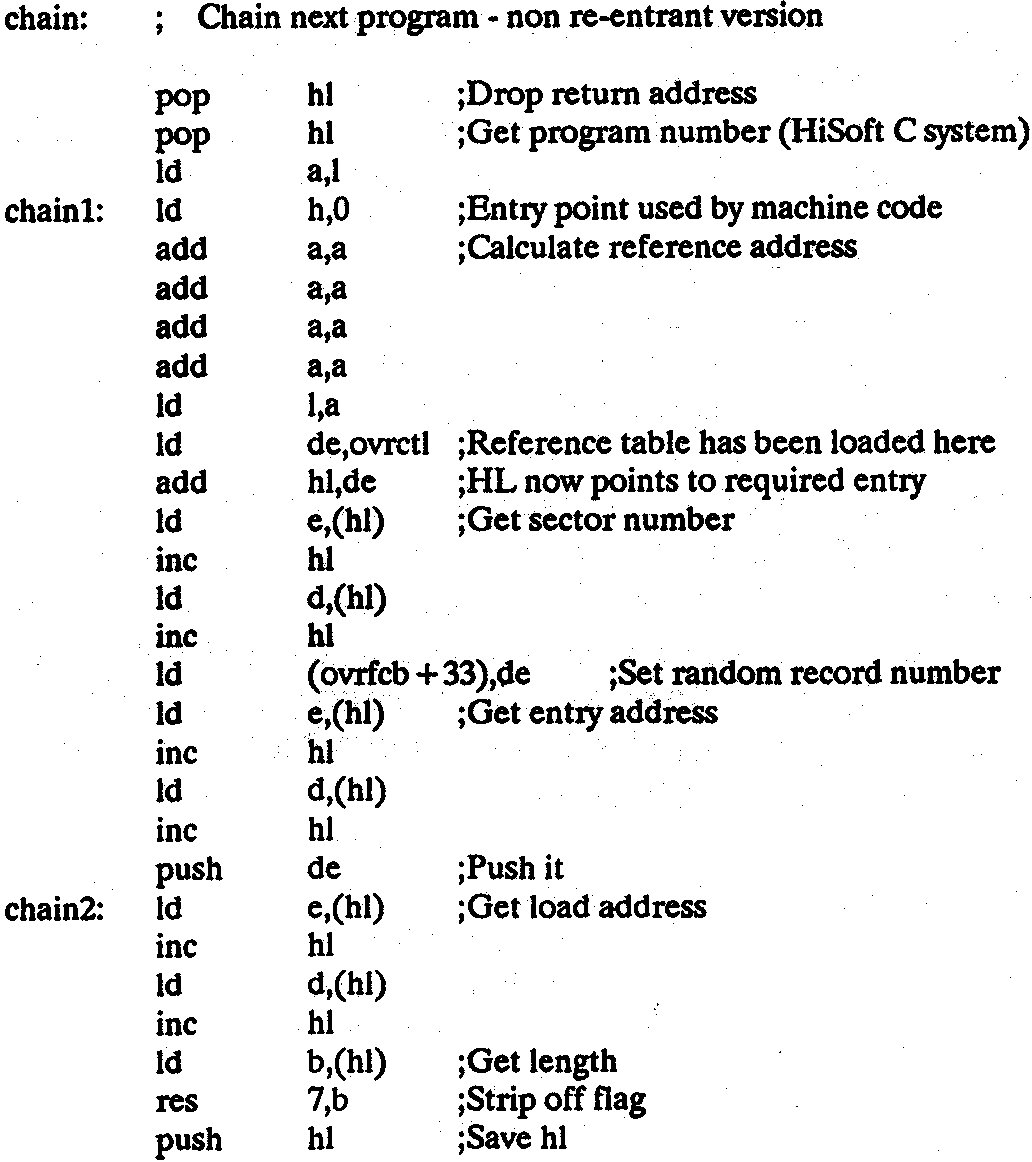 chain: ; Chain next program - non re-entrant version
pop hl ;Drop return address
pop hl ;Get program number (HiSoft C system)
ld a,l
chain1: ld h,0 ;Entry point used by machine code
add a,a ;Calculate reference address
add a,a
add a,a
add a,a
ld l,a
ld de,ovrctl ;Reference table has been loaded here
add hl,de ;HL now points to required entry
ld e,(hl) ;Get sector number
inc hl
ld d,(hl)
inc hl
ld (ovrfcb+33),de ;Set random record number
ld e,(hl) ;Get entry address
inc hl
ld d,(hl)
inc hl
push de ;Push it
chain2: ld e,(hl) ;Get load address
inc hl
ld d,(hl)
inc hl
ld b,(hl) ;Get length
res 7,b ;Strip off flag
push hl ;Save hl